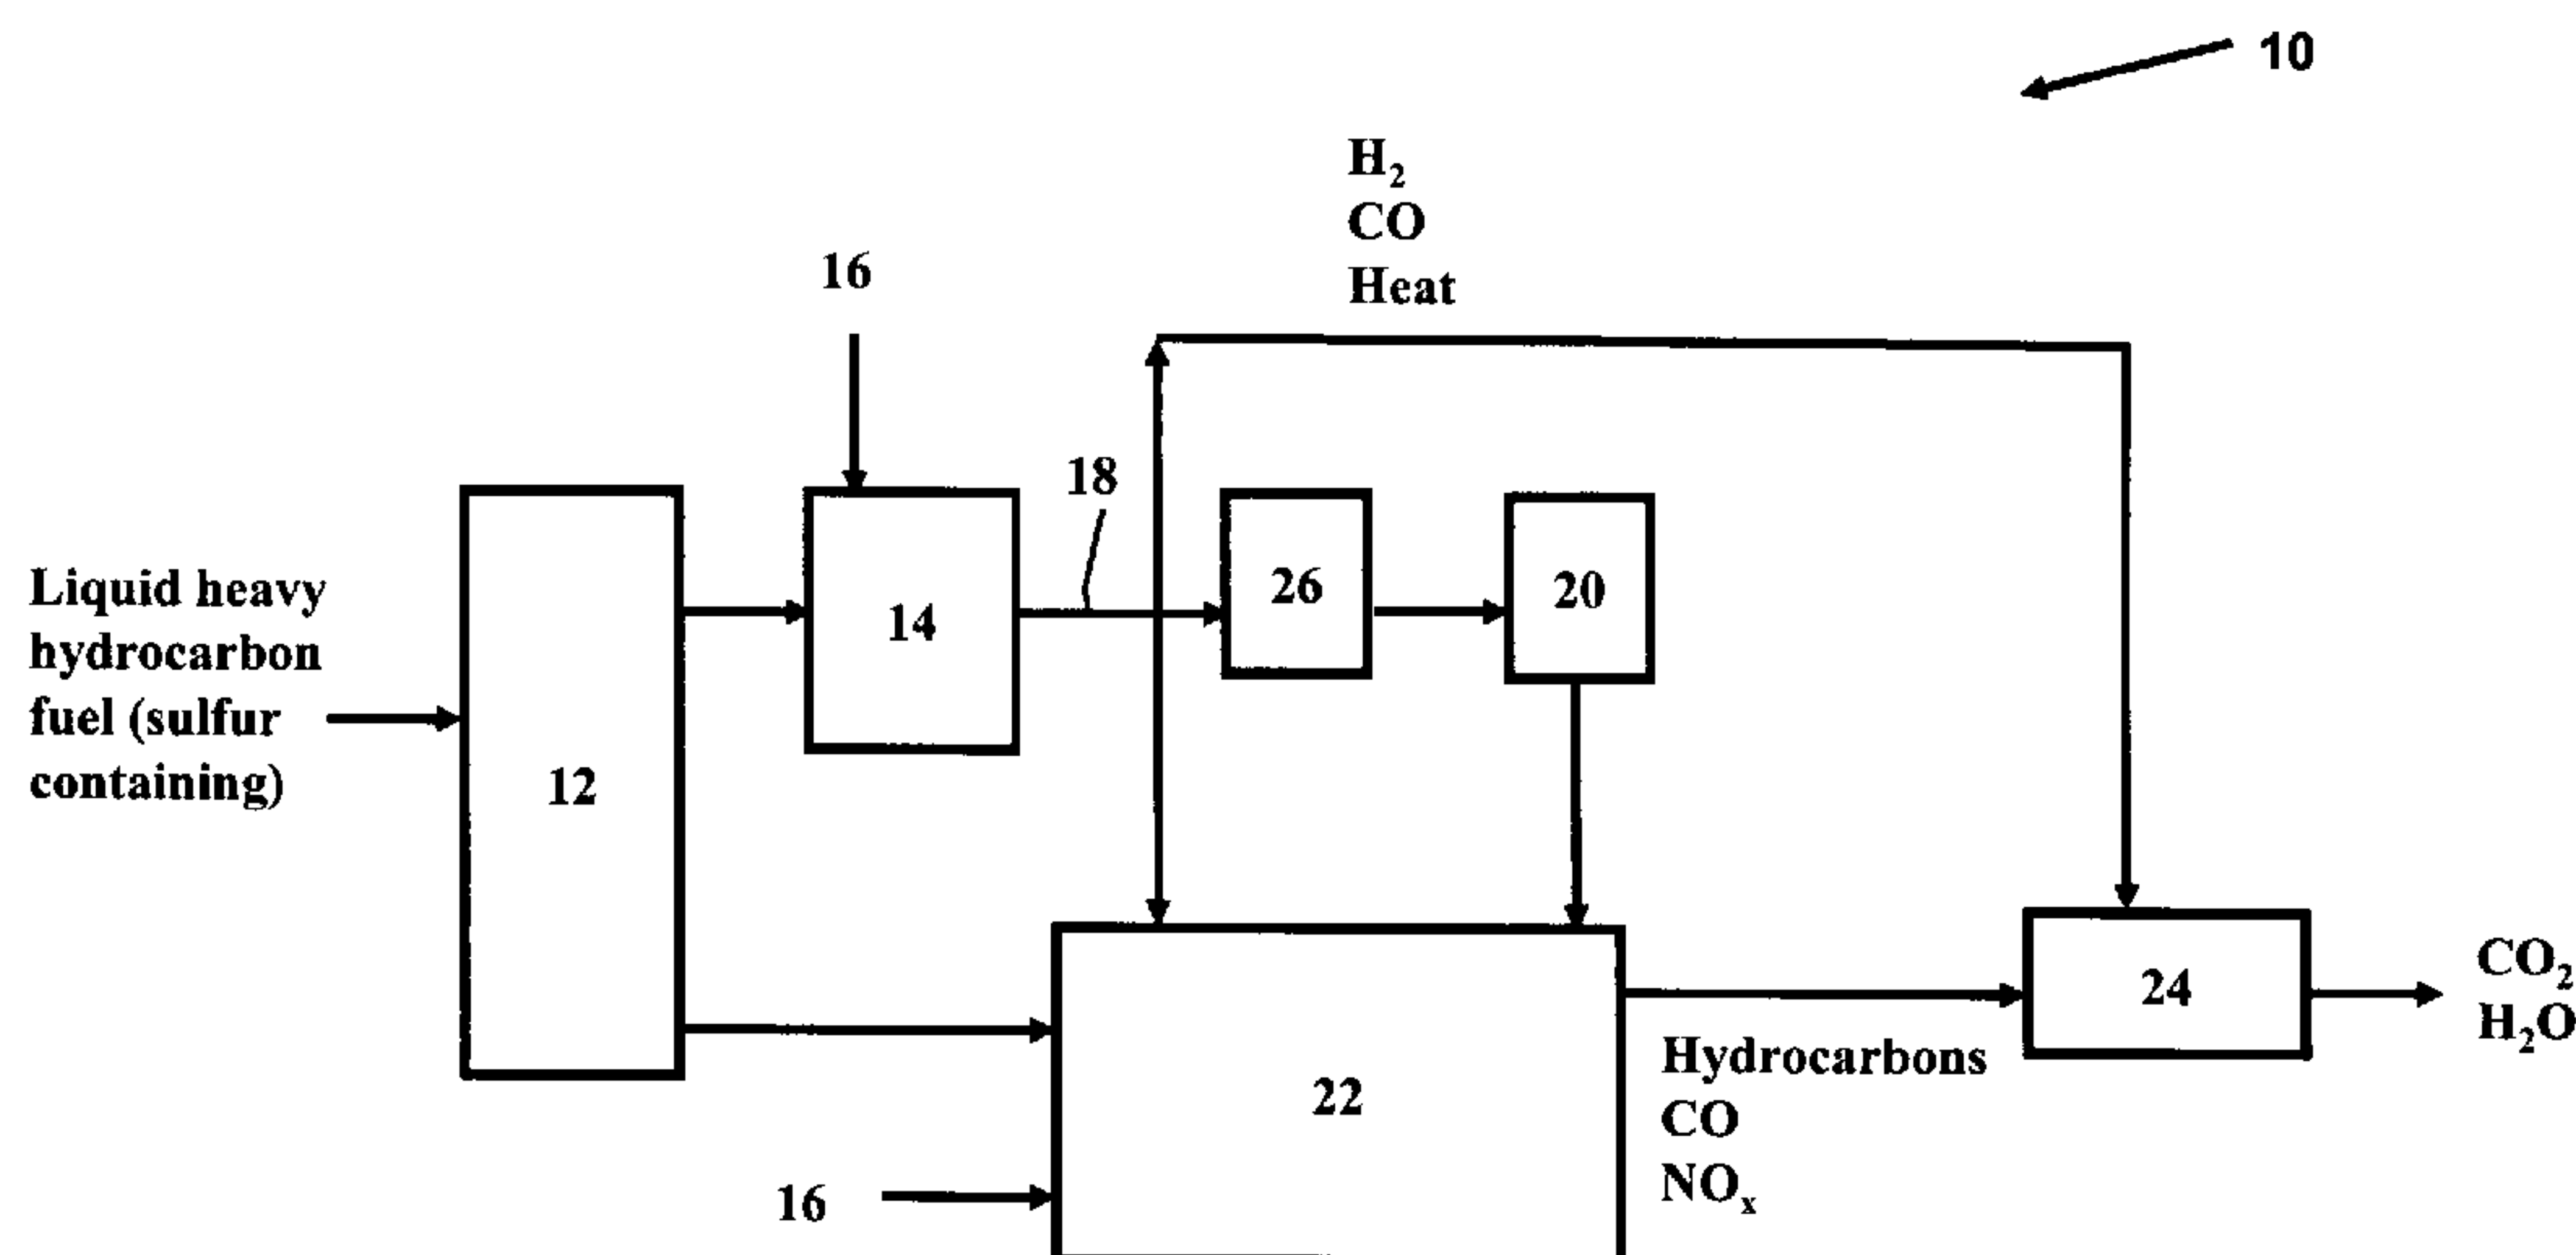 10
H₂
CO
Heat
16
18
Liquid heavy
hydrocarbon
fuel (sulfur
containing)
12
14
26
20
22
24
CO₂
H₂O
Hydrocarbons
CO
NOₓ
16